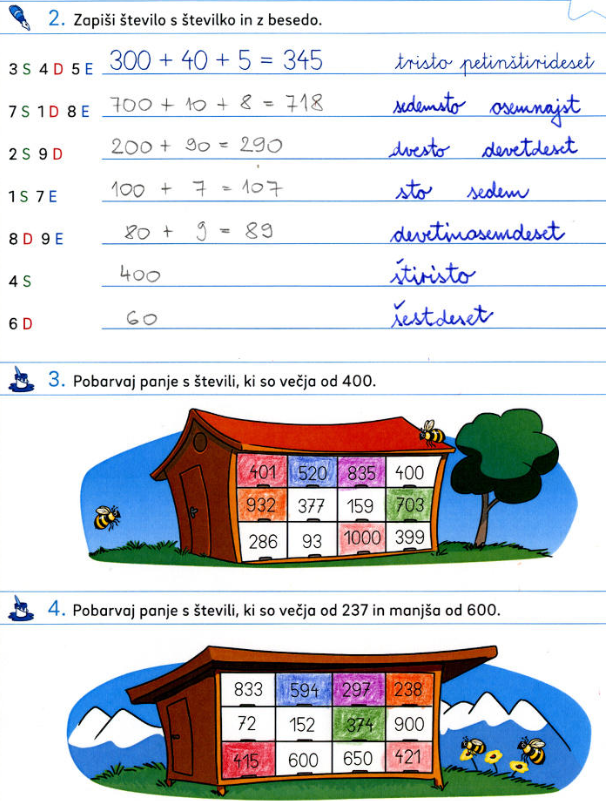 2. Zapiši število s številko in z besedo.
3 S 4 D 5 E 300 + 40 + 5 = 345 tristo petinštirideset
7 S 1 D 8 E 700 + 10 + 8 = 718 sedemsto osemnajst
2 S 9 D 200 + 90 = 290 dvesto devetdeset
1 S 7 E 100 + 7 = 107 sto sedem
8 D 9 E 80 + 9 = 89 devetinosemdeset
4 S 400 štiristo
6 D 60 šestdeset
3. Pobarvaj panje s števili, ki so večja od 400.
401 520 835 400
932 377 159 703
286 93 1000 399
4. Pobarvaj panje s števili, ki so večja od 237 in manjša od 600.
833 594 297 238
72 152 374 900
415 600 650 421